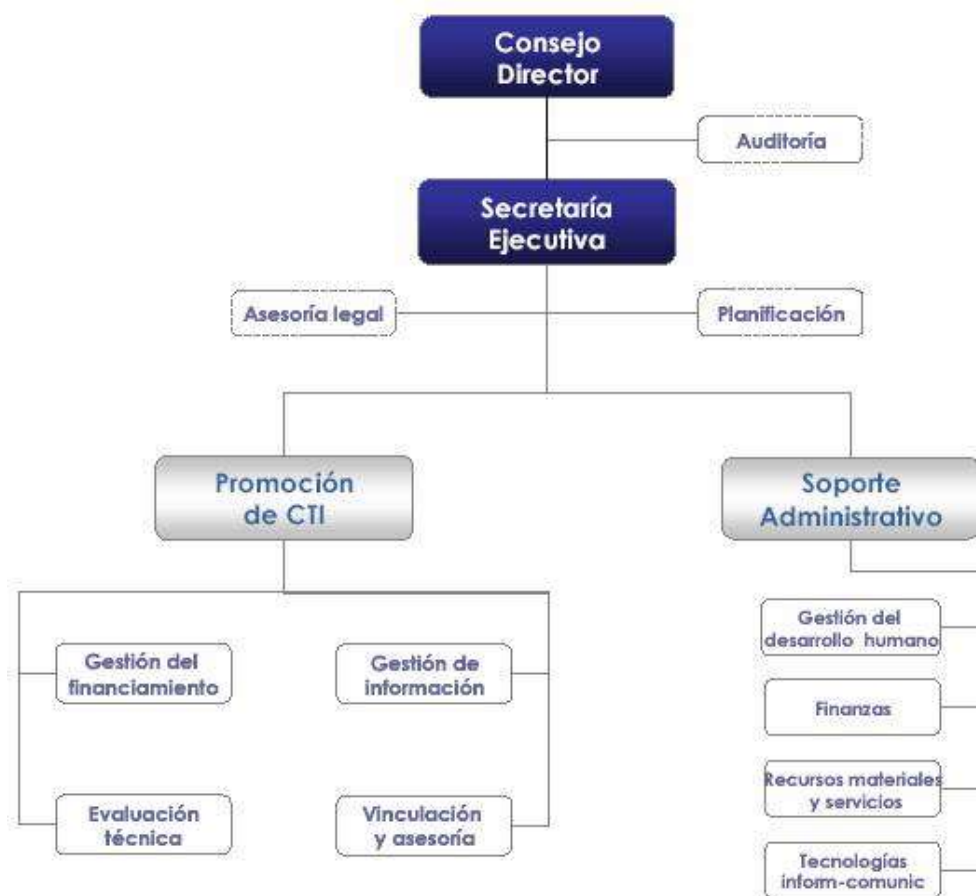 Consejo
Director
Auditoría
Secretaría
Ejecutiva
Asesoría legal
Planificación
Promoción
de CTI
Soporte
Administrativo
Gestión del
financiamiento
Gestión de
información
Evaluación
técnica
Vinculación
y asesoría
Gestión del
desarrollo humano
Finanzas
Recursos materiales
y servicios
Tecnologías
inform-comunic